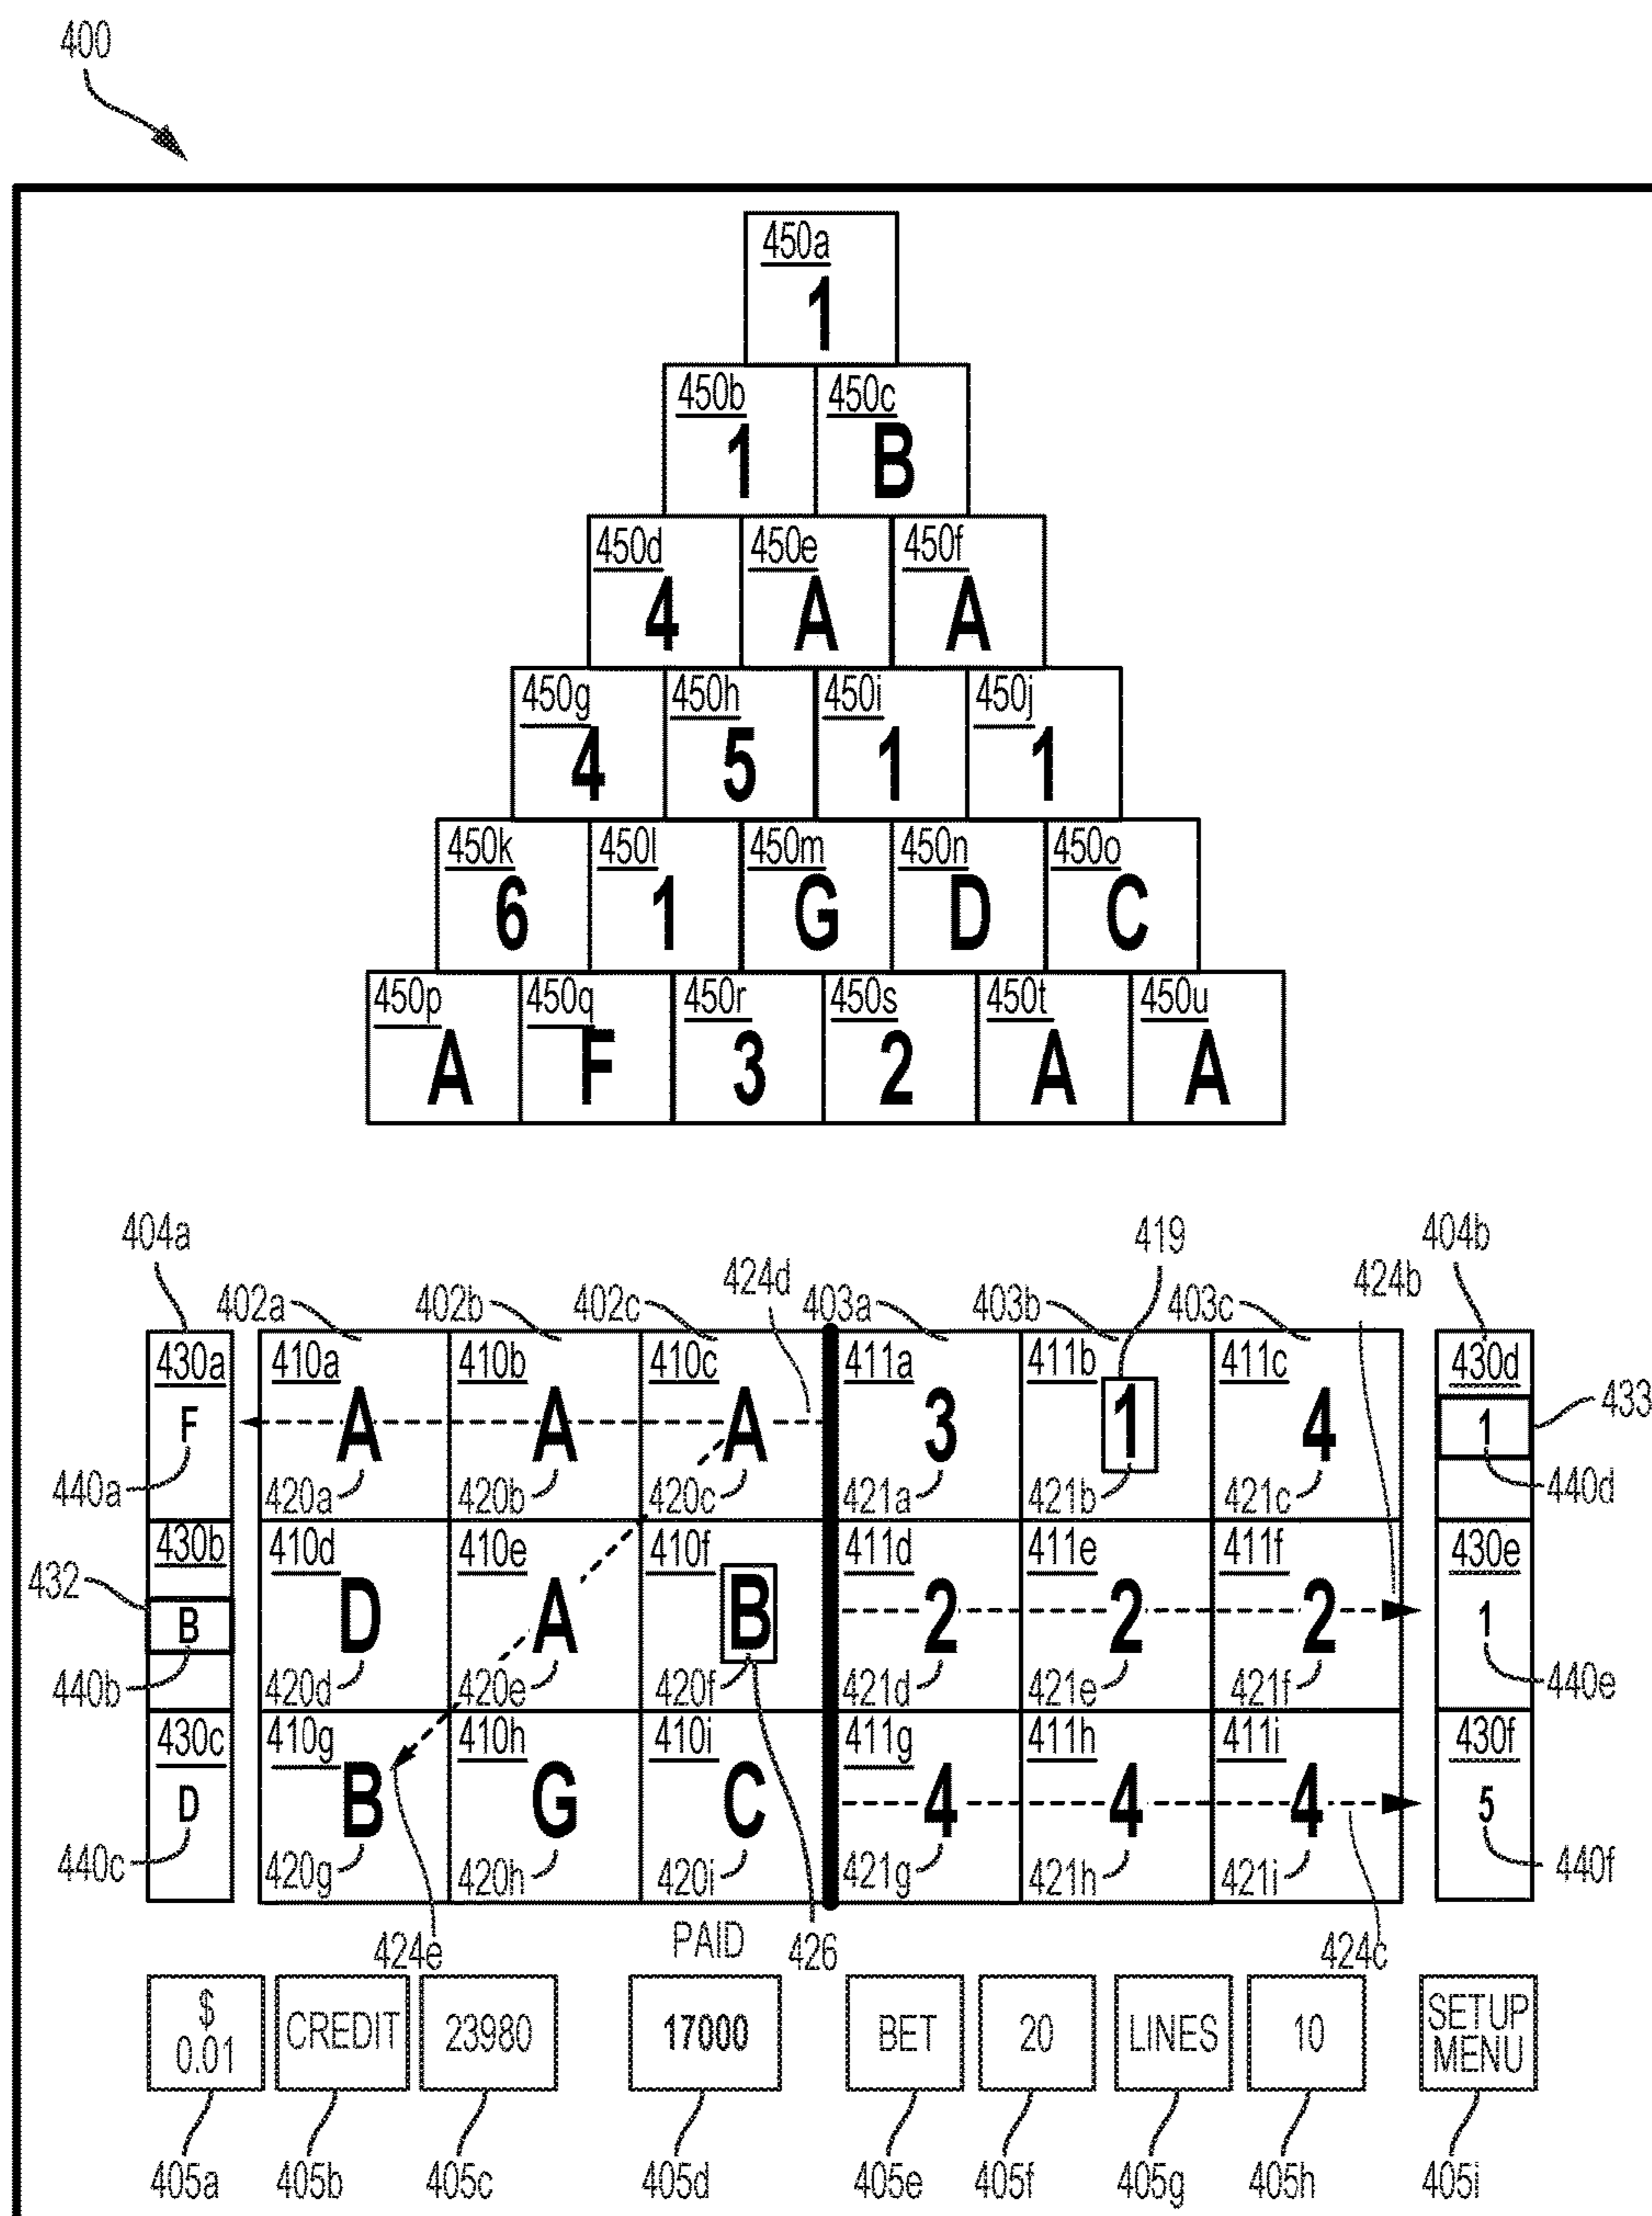 400
450a
1
450b 450c
1 B
450d 450e 450f
4 A A
450g 450h 450i 450j
4 5 1 1
450k 450l 450m 450n 450o
6 1 G D C
450p 450q 450r 450s 450t 450u
A F 3 2 A A
404a 419 404b
402a 402b 402c 424d 403a 403b 403c 424b
430a 410a 410b 410c 411a 411b 411c 430d
F A A A 3 1 4 1 433
440a 420a 420b 420c 421a 421b 421c 440d
430b 410d 410e 410f 411d 411e 411f 430e
432 B D A B 2 2 2 1
440b 420d 420e 420f 421d 421e 421f 440e
430c 410g 410h 410i 411g 411h 411i 430f
D B G C 4 4 4 5
440c 420g 420h 420i 421g 421h 421i 440f
424e PAID 426 424c
$ 0.01 CREDIT 23980 17000 BET 20 LINES 10 SETUP MENU
405a 405b 405c 405d 405e 405f 405g 405h 405i